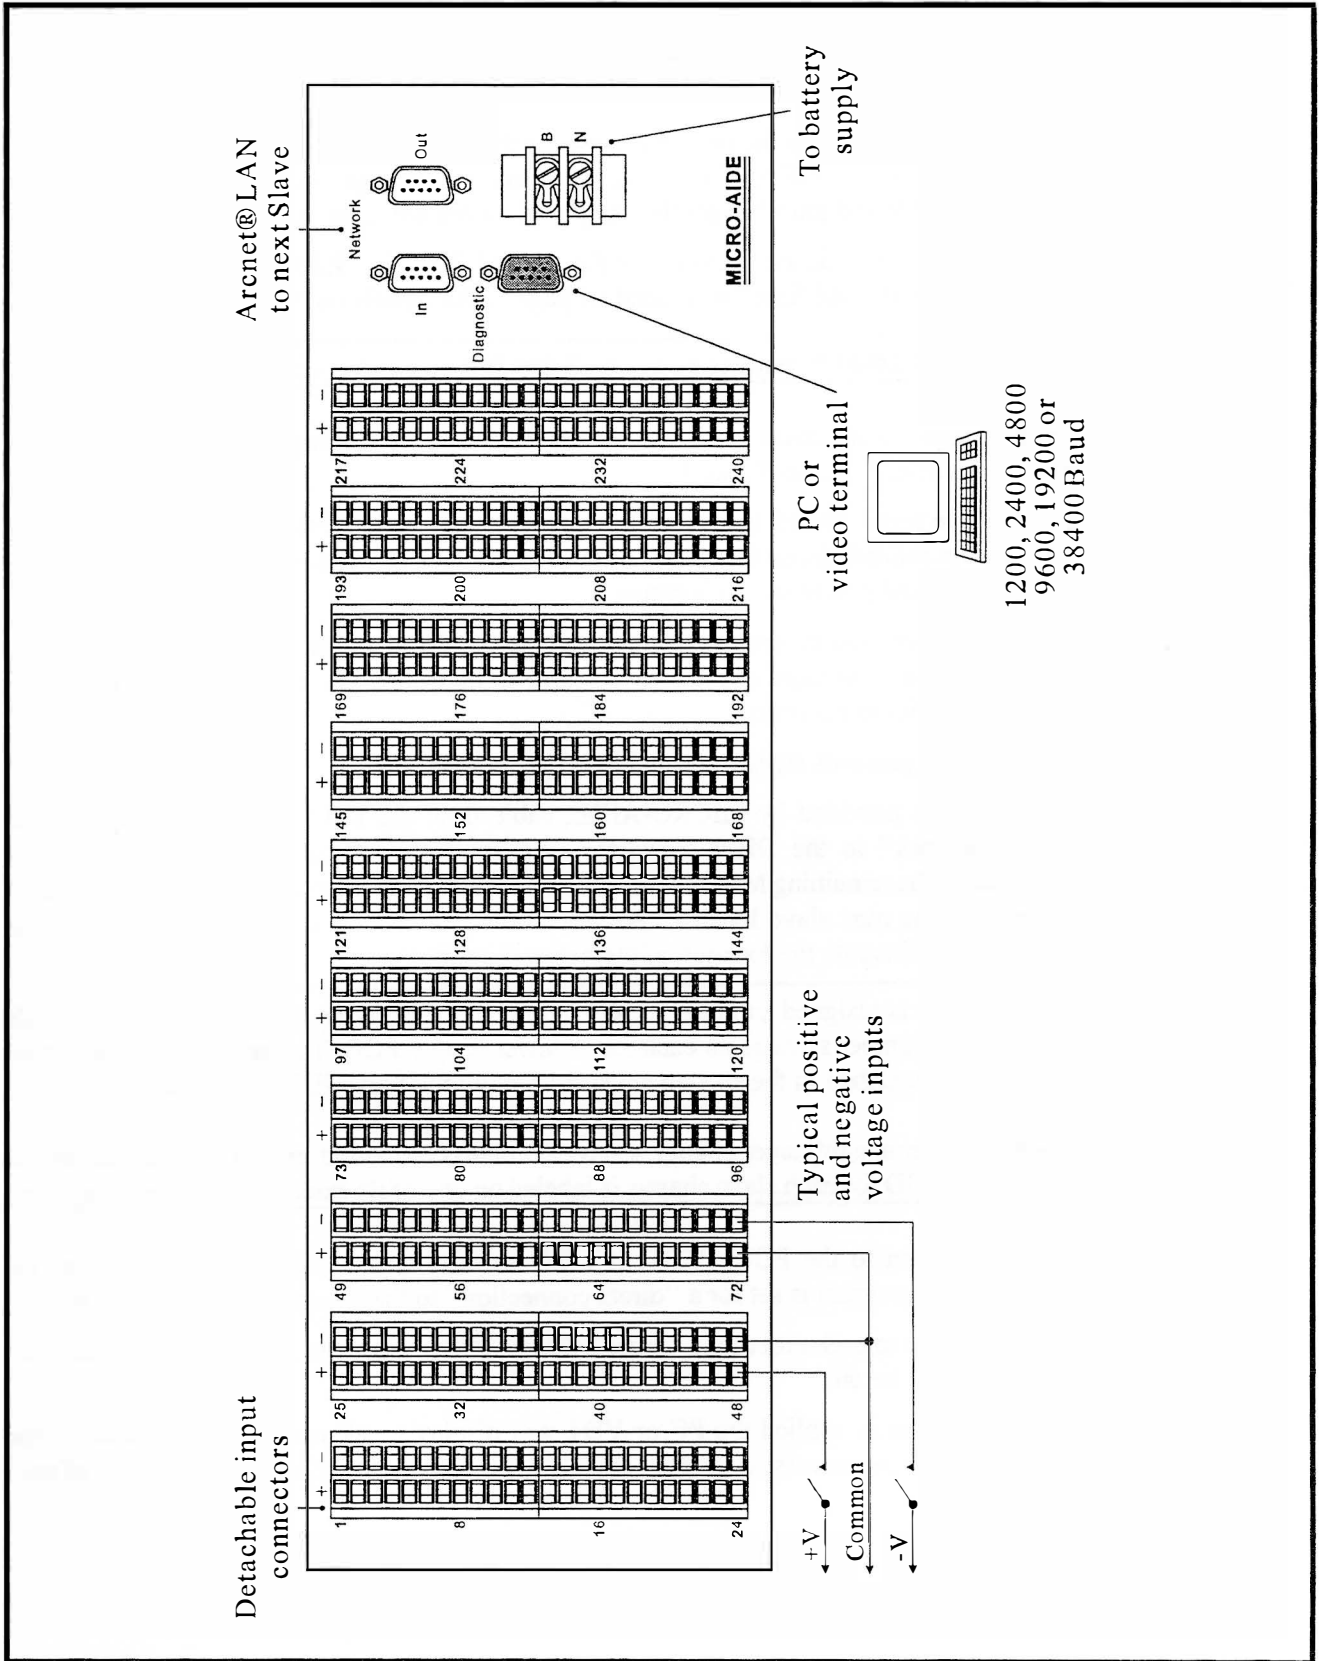 Arcnet® LAN
to next Slave
Detachable input
connectors
Network
In
Out
Diagnostic
B
N
MICRO-AIDE
To battery
supply
PC or
video terminal
1200, 2400, 4800
9600, 19200 or
38400 Baud
Typical positive
and negative
voltage inputs
+ −
1
8
16
24
+ −
25
32
40
48
+ −
49
56
64
72
+ −
73
80
88
96
+ −
97
104
112
120
+ −
121
128
136
144
+ −
145
152
160
168
+ −
169
176
184
192
+ −
193
200
208
216
+ −
217
224
232
240
+V
Common
-V